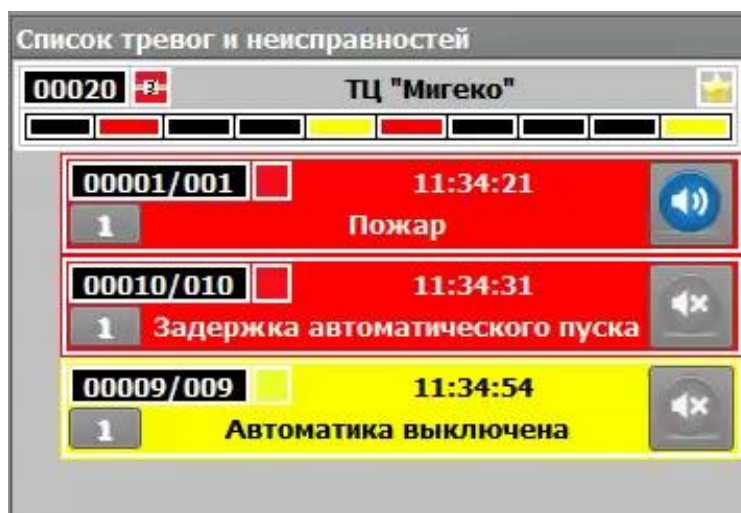 Список тревог и неисправностей
00020 ТЦ "Мигеко"
00001/001 11:34:21
1 Пожар
00010/010 11:34:31
1 Задержка автоматического пуска
00009/009 11:34:54
1 Автоматика выключена